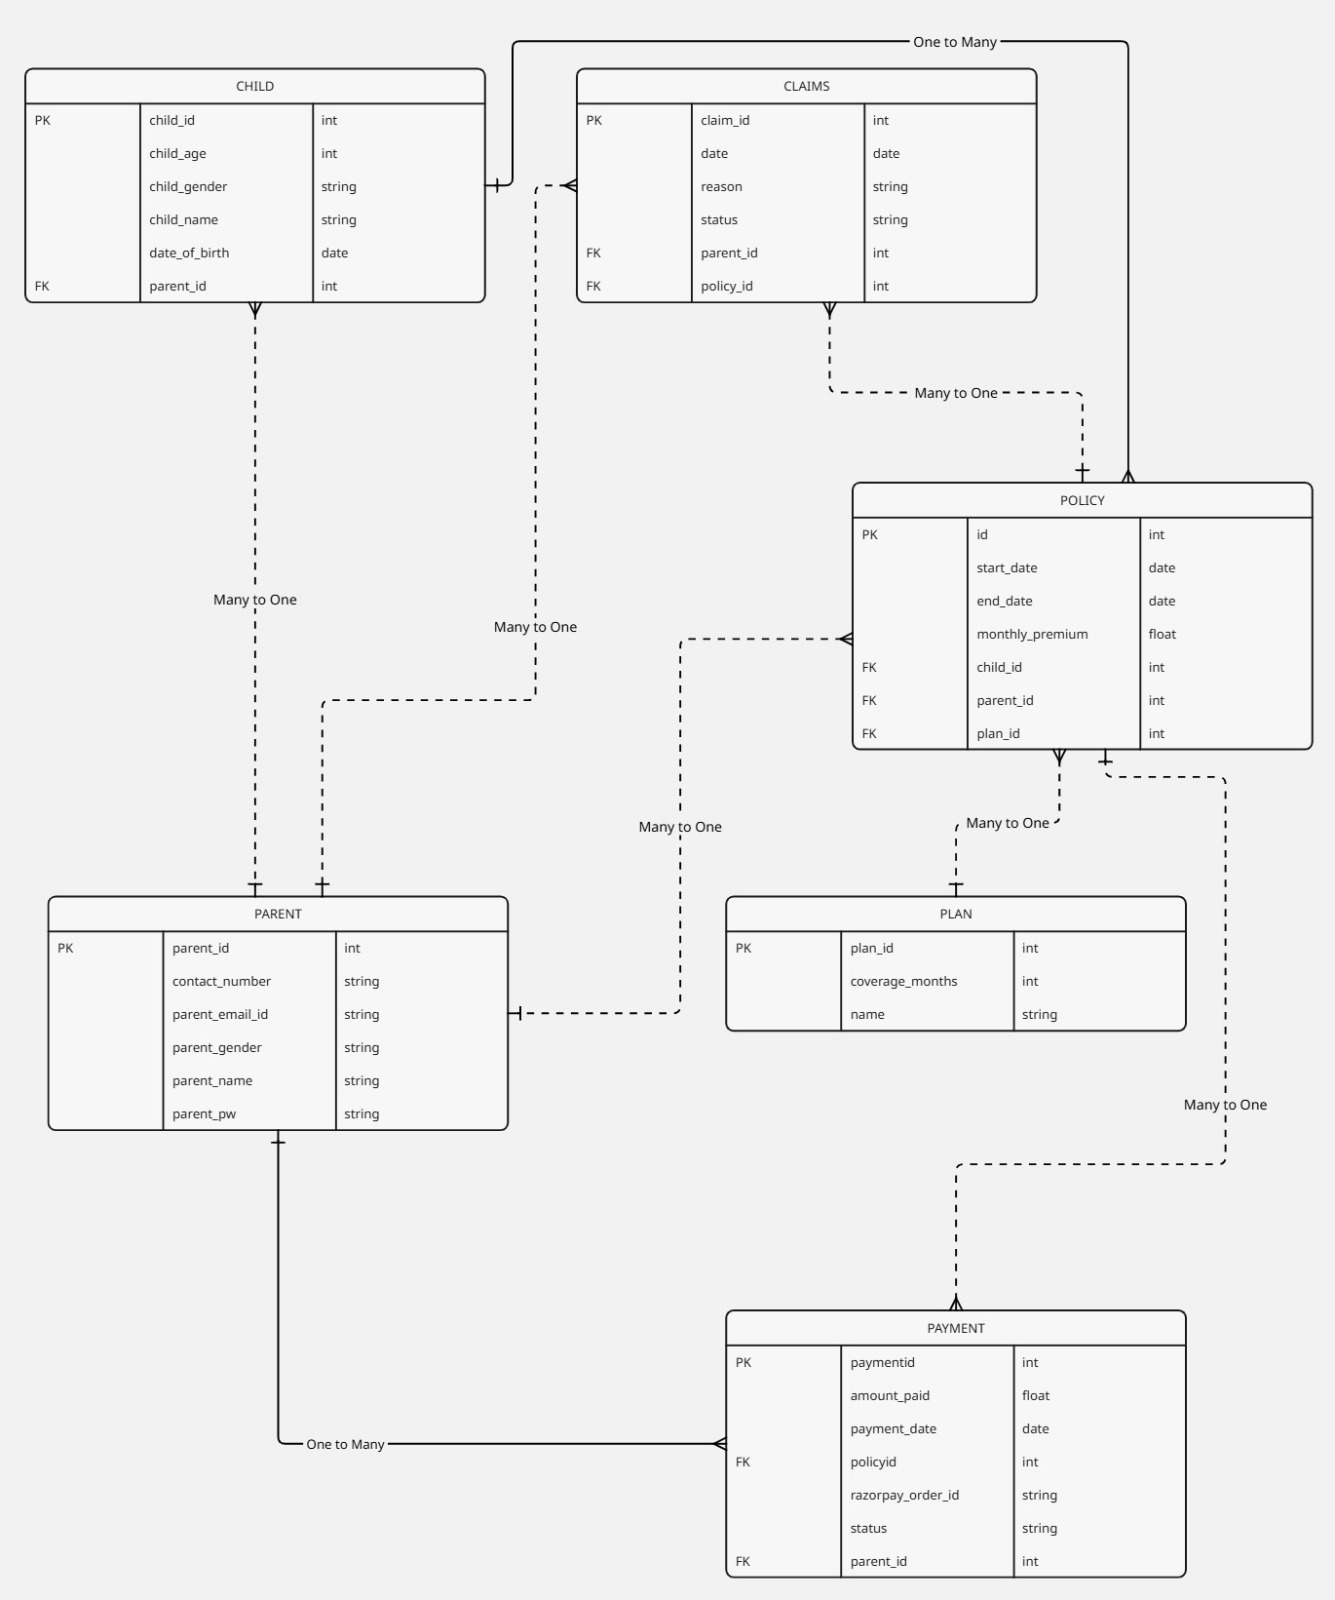 One to Many
CHILD
PK child_id int
child_age int
child_gender string
child_name string
date_of_birth date
FK parent_id int
CLAIMS
PK claim_id int
date date
reason string
status string
FK parent_id int
FK policy_id int
Many to One
POLICY
PK id int
start_date date
end_date date
monthly_premium float
FK child_id int
FK parent_id int
FK plan_id int
Many to One
Many to One
Many to One
Many to One
PARENT
PK parent_id int
contact_number string
parent_email_id string
parent_gender string
parent_name string
parent_pw string
PLAN
PK plan_id int
coverage_months int
name string
Many to One
PAYMENT
PK paymentid int
amount_paid float
payment_date date
FK policyid int
razorpay_order_id string
status string
FK parent_id int
One to Many